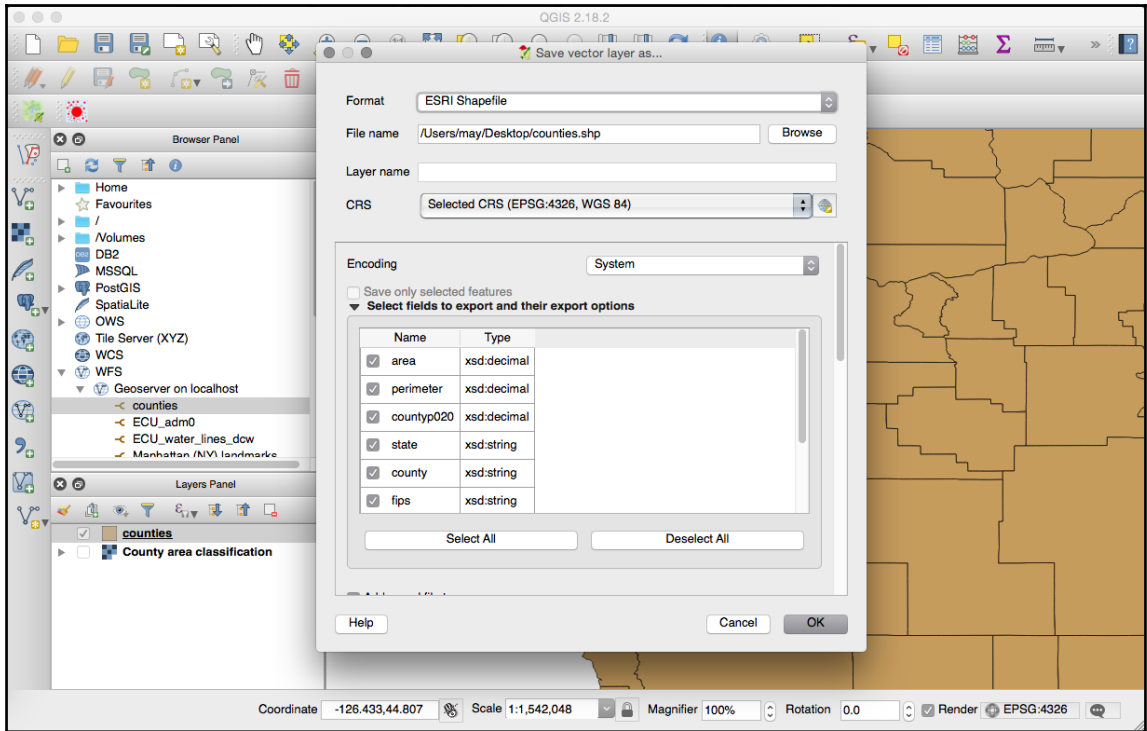 QGIS 2.18.2
Save vector layer as...
Format
ESRI Shapefile
File name
/Users/may/Desktop/counties.shp
Browse
Layer name
CRS
Selected CRS (EPSG:4326, WGS 84)
Encoding
System
Save only selected features
Select fields to export and their export options
Name Type
area xsd:decimal
perimeter xsd:decimal
countyp020 xsd:decimal
state xsd:string
county xsd:string
fips xsd:string
Select All
Deselect All
Help
Cancel
OK
Browser Panel
Home
Favourites
/
/Volumes
DB2
MSSQL
PostGIS
SpatiaLite
OWS
Tile Server (XYZ)
WCS
WFS
Geoserver on localhost
counties
ECU_adm0
ECU_water_lines_dcw
Manhattan (NY) landmarks
Layers Panel
counties
County area classification
Coordinate -126.433,44.807 Scale 1:1,542,048 Magnifier 100% Rotation 0.0 Render EPSG:4326